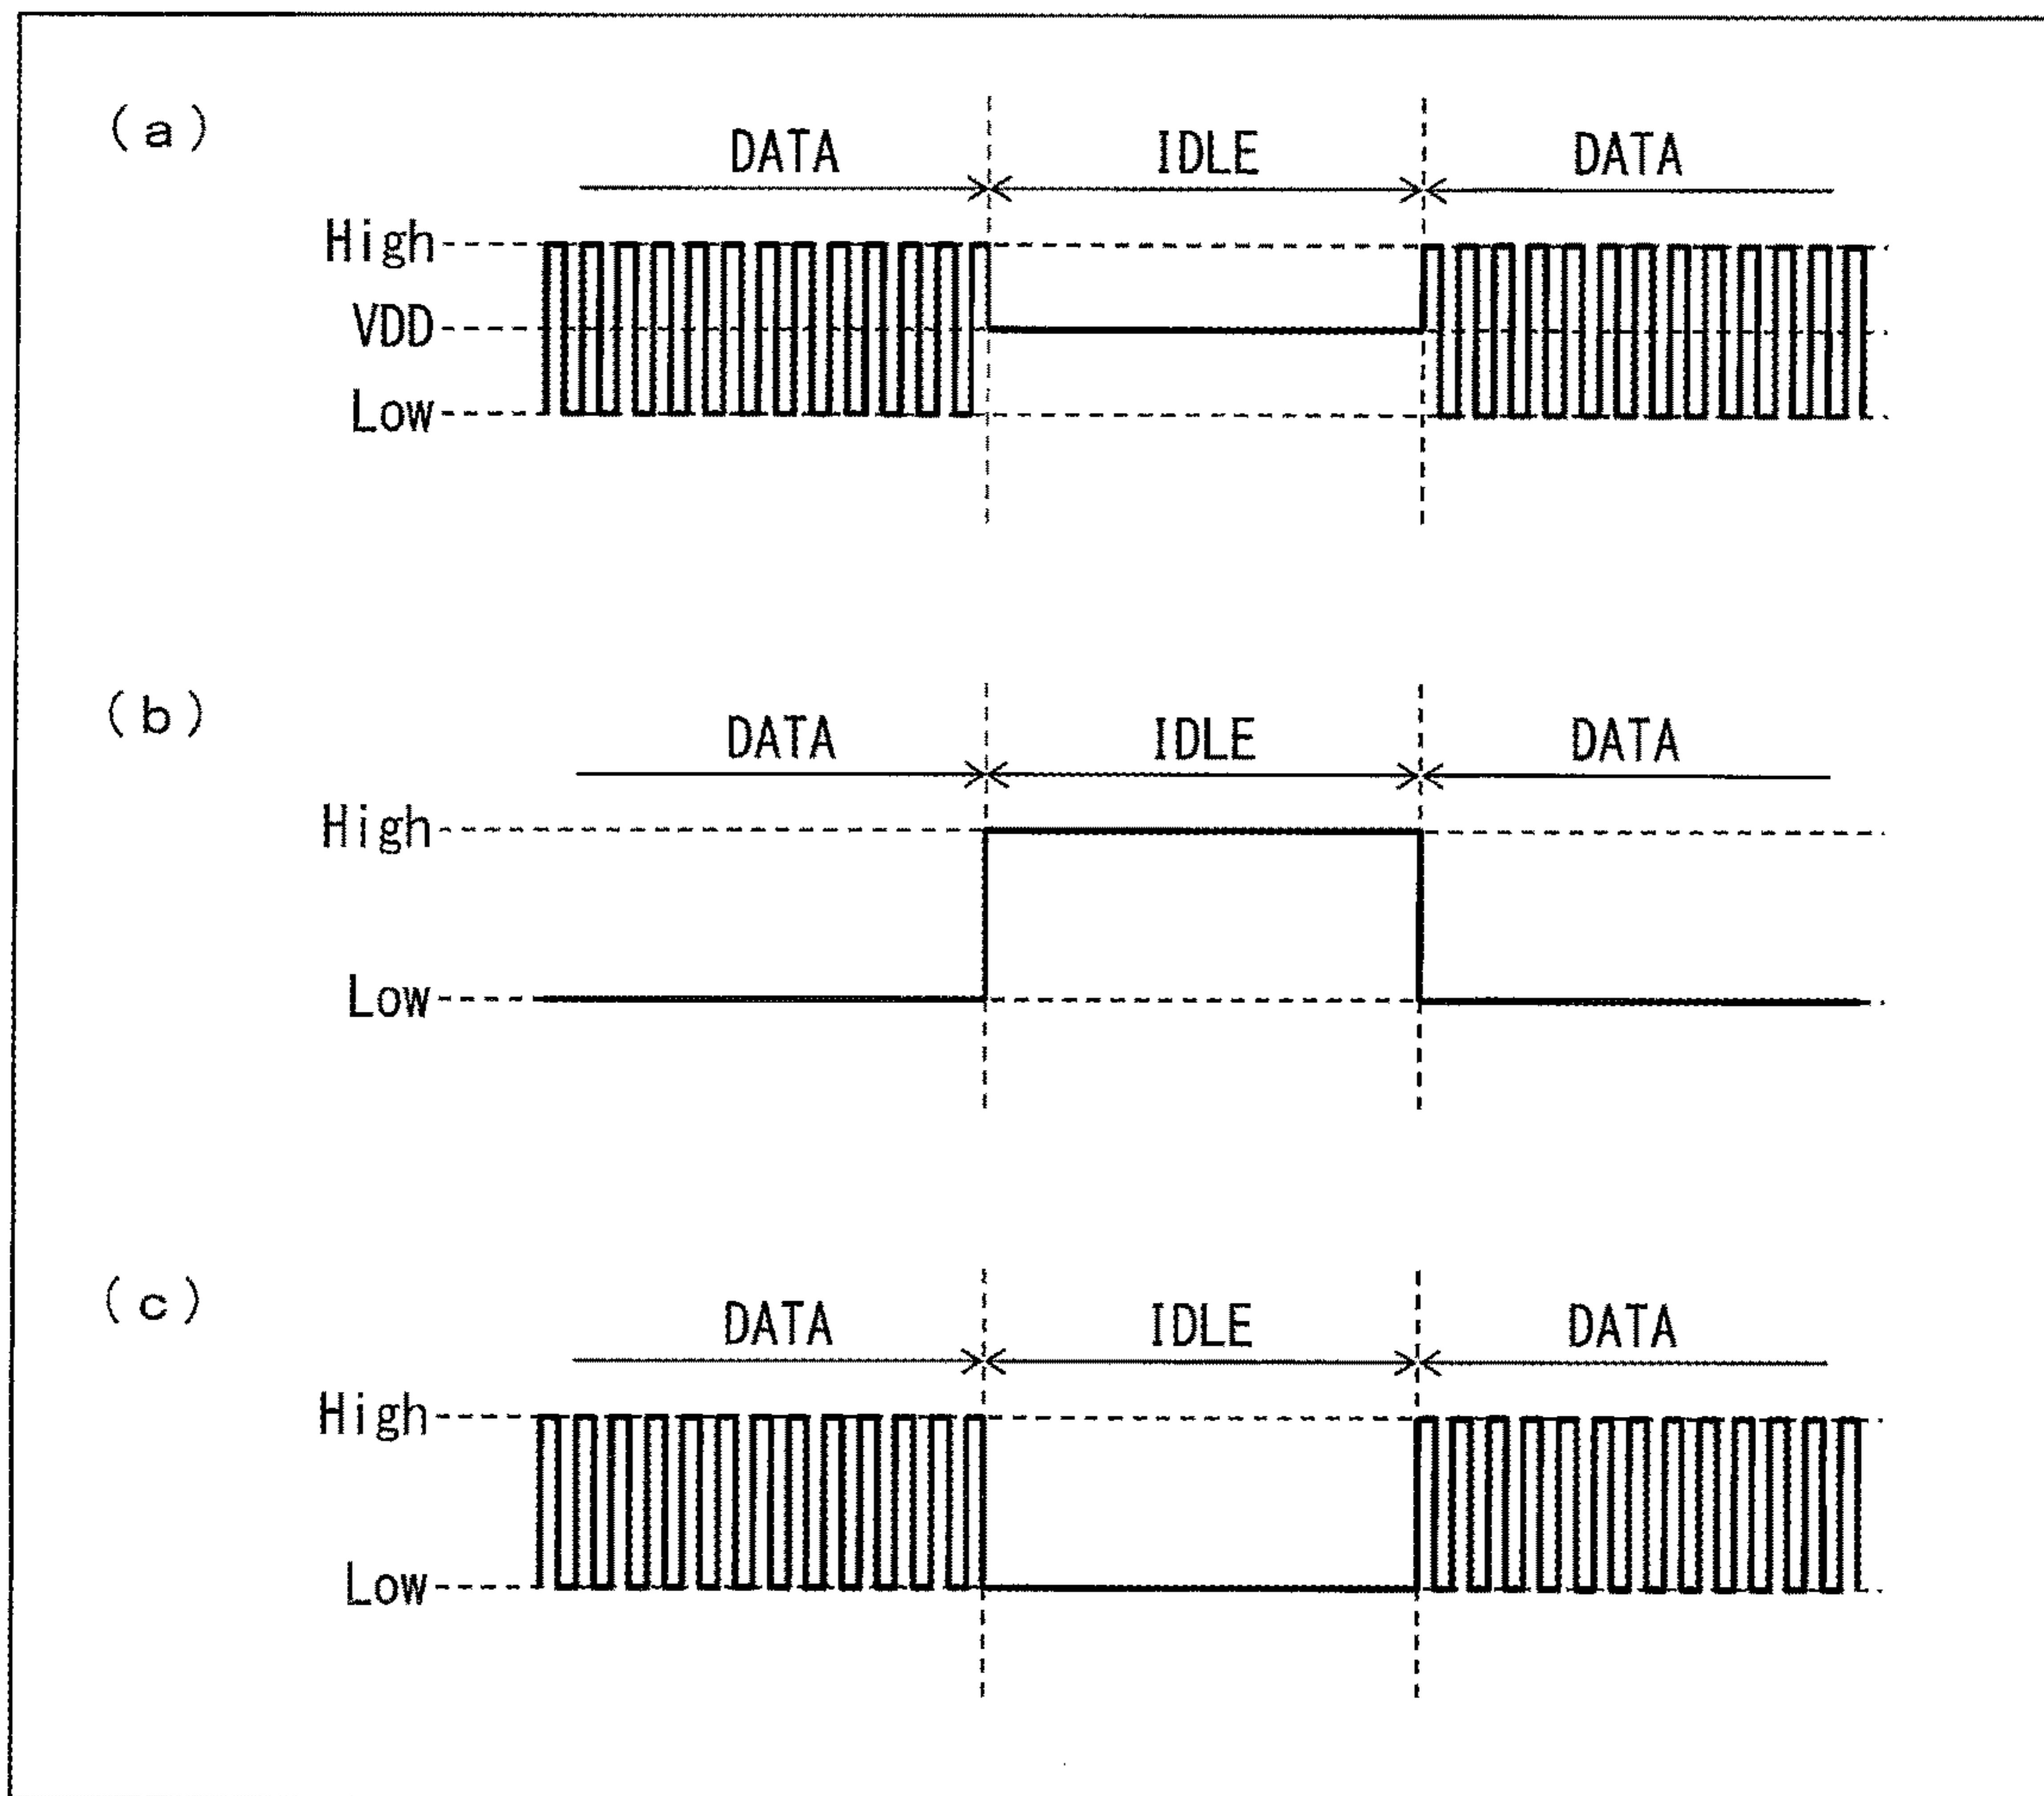 (a)
DATA IDLE DATA
High
VDD
Low
(b)
DATA IDLE DATA
High
Low
(c)
DATA IDLE DATA
High
Low